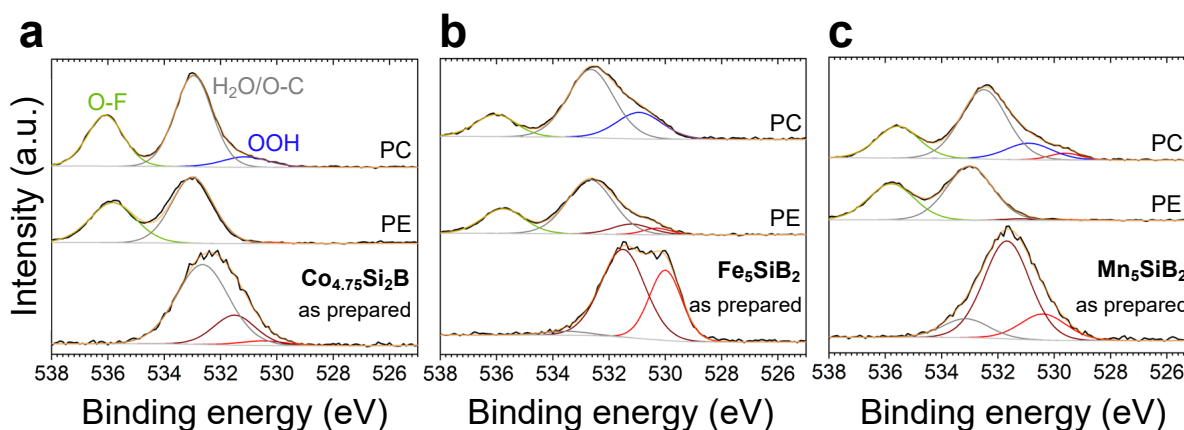 a
b
c
Intensity (a.u.)
O-F
H₂O/O-C
OOH
PC
PE
Co₄.₇₅Si₂B
as prepared
538 536 534 532 530 528 526
Binding energy (eV)
PC
PE
Fe₅SiB₂
as prepared
538 536 534 532 530 528 526
Binding energy (eV)
PC
PE
Mn₅SiB₂
as prepared
538 536 534 532 530 528 526
Binding energy (eV)